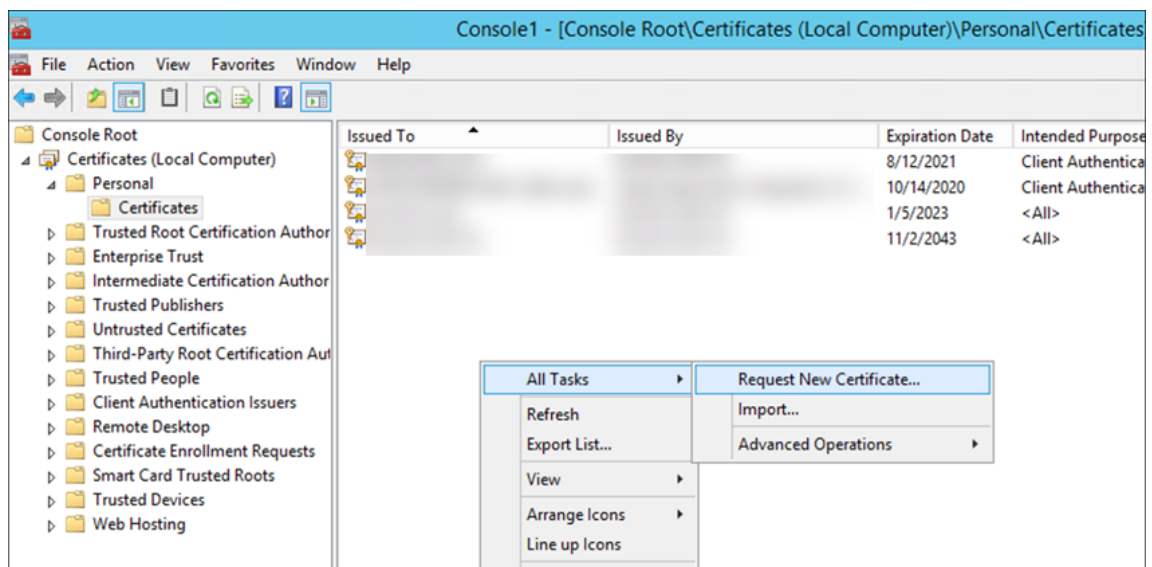 Console1 - [Console Root\Certificates (Local Computer)\Personal\Certificates
File Action View Favorites Window Help
Console Root
Certificates (Local Computer)
Personal
Certificates
Trusted Root Certification Author
Enterprise Trust
Intermediate Certification Author
Trusted Publishers
Untrusted Certificates
Third-Party Root Certification Aut
Trusted People
Client Authentication Issuers
Remote Desktop
Certificate Enrollment Requests
Smart Card Trusted Roots
Trusted Devices
Web Hosting
Issued To Issued By Expiration Date Intended Purpose
8/12/2021 Client Authentica
10/14/2020 Client Authentica
1/5/2023 <All>
11/2/2043 <All>
All Tasks
Refresh
Export List...
View
Arrange Icons
Line up Icons
Request New Certificate...
Import...
Advanced Operations